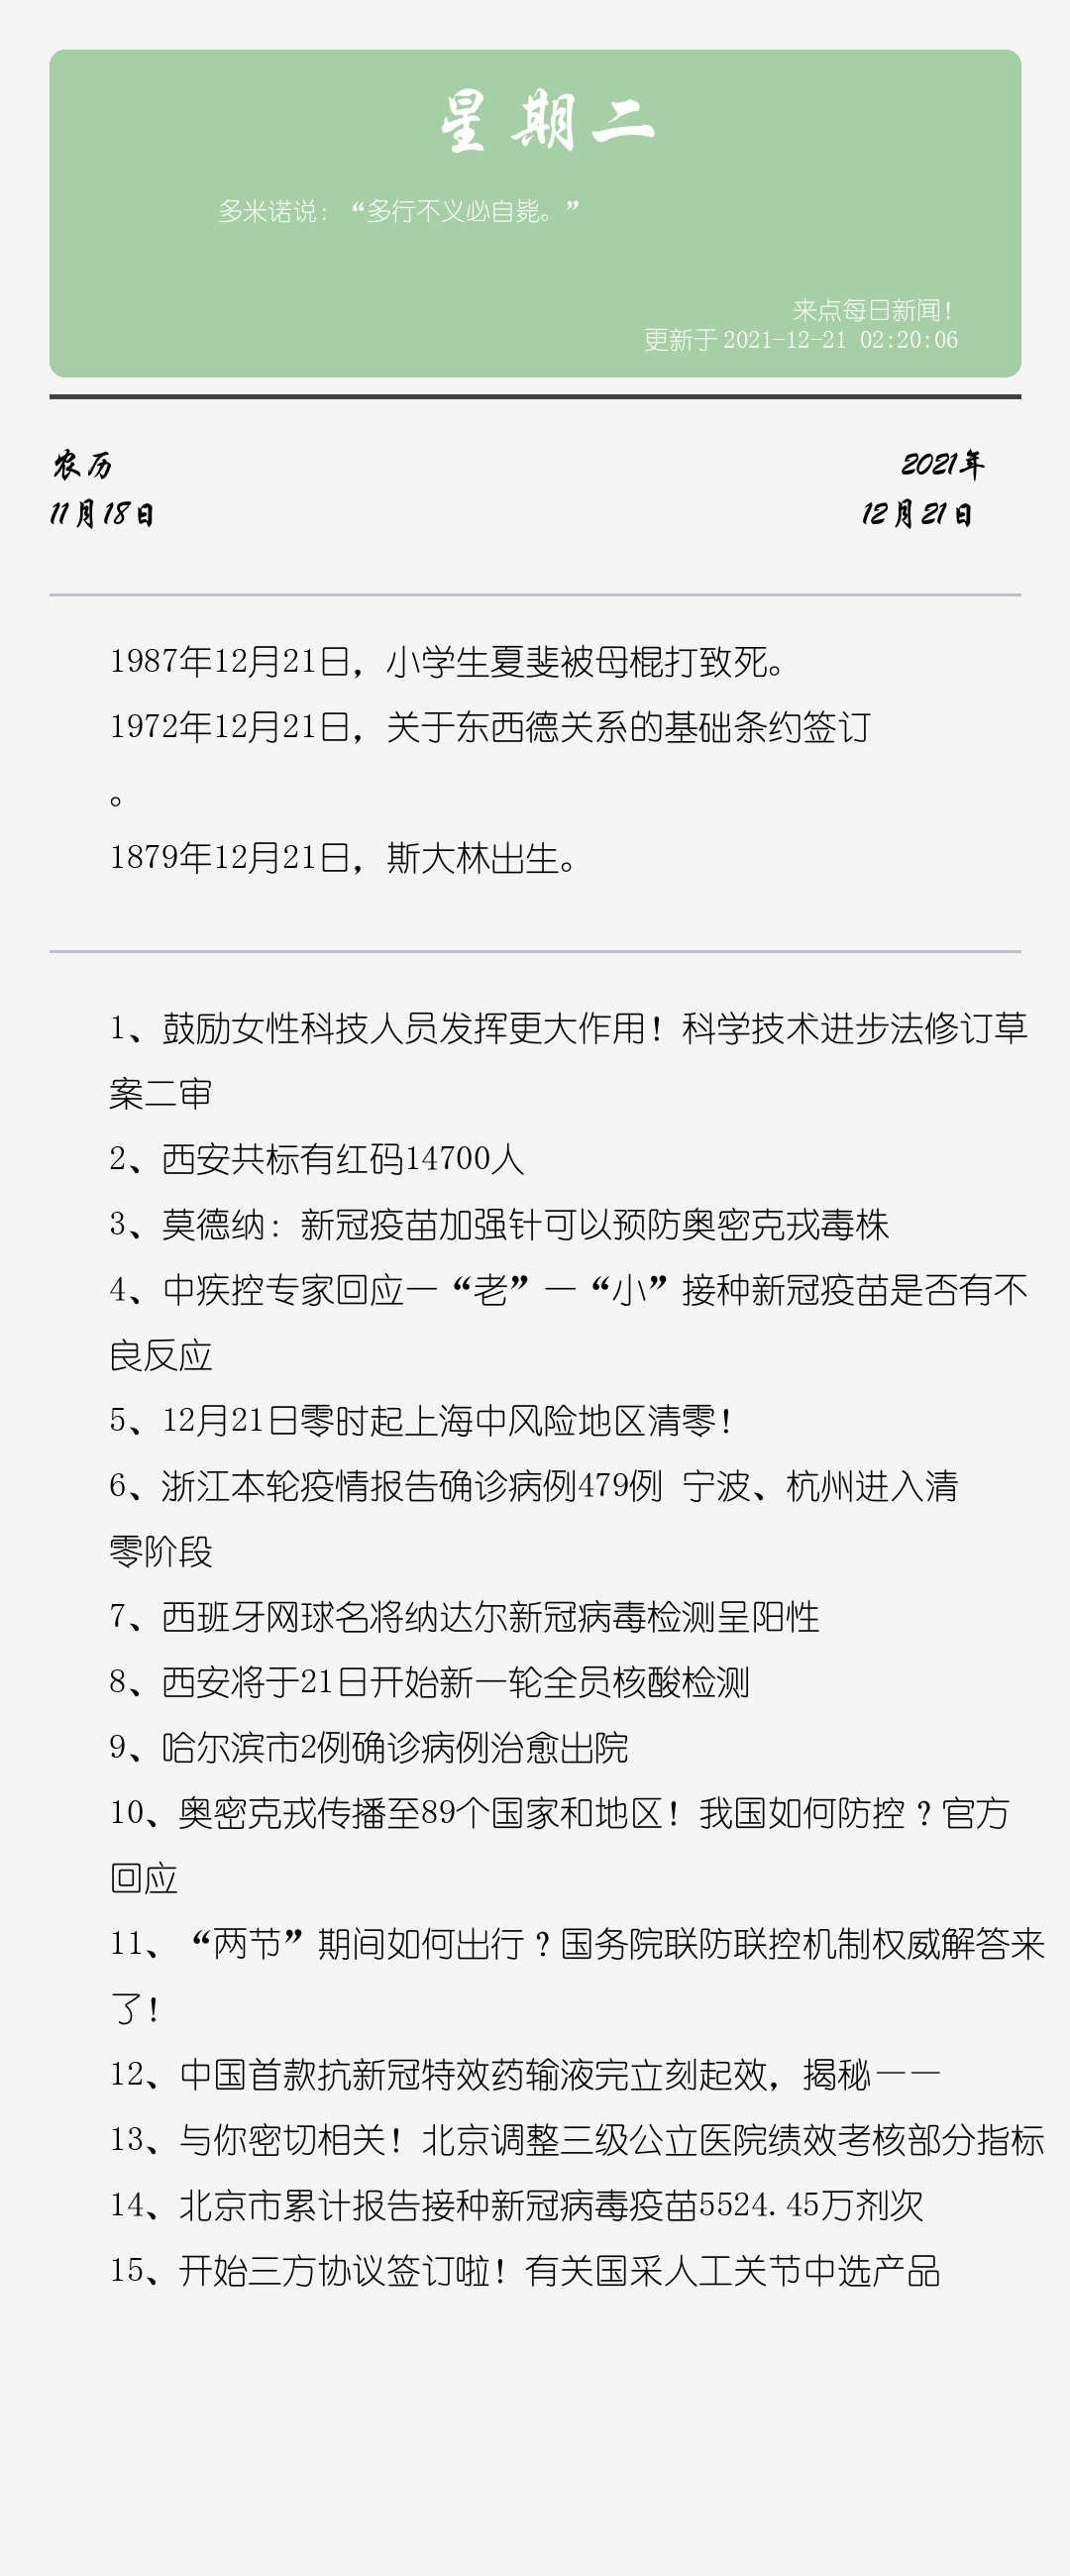 星期二
多米诺说：“多行不义必自毙。”
来点每日新闻！
更新于 2021-12-21 02:20:06
农历
2021年
11月18日
12月21日
1987年12月21日，小学生夏斐被母棍打致死。
1972年12月21日，关于东西德关系的基础条约签订
。
1879年12月21日，斯大林出生。
1、鼓励女性科技人员发挥更大作用！科学技术进步法修订草
案二审
2、西安共标有红码14700人
3、莫德纳：新冠疫苗加强针可以预防奥密克戎毒株
4、中疾控专家回应一“老”一“小”接种新冠疫苗是否有不
良反应
5、12月21日零时起上海中风险地区清零！
6、浙江本轮疫情报告确诊病例479例 宁波、杭州进入清
零阶段
7、西班牙网球名将纳达尔新冠病毒检测呈阳性
8、西安将于21日开始新一轮全员核酸检测
9、哈尔滨市2例确诊病例治愈出院
10、奥密克戎传播至89个国家和地区！我国如何防控？官方
回应
11、“两节”期间如何出行？国务院联防联控机制权威解答来
了！
12、中国首款抗新冠特效药输液完立刻起效，揭秘——
13、与你密切相关！北京调整三级公立医院绩效考核部分指标
14、北京市累计报告接种新冠病毒疫苗5524.45万剂次
15、开始三方协议签订啦！有关国采人工关节中选产品